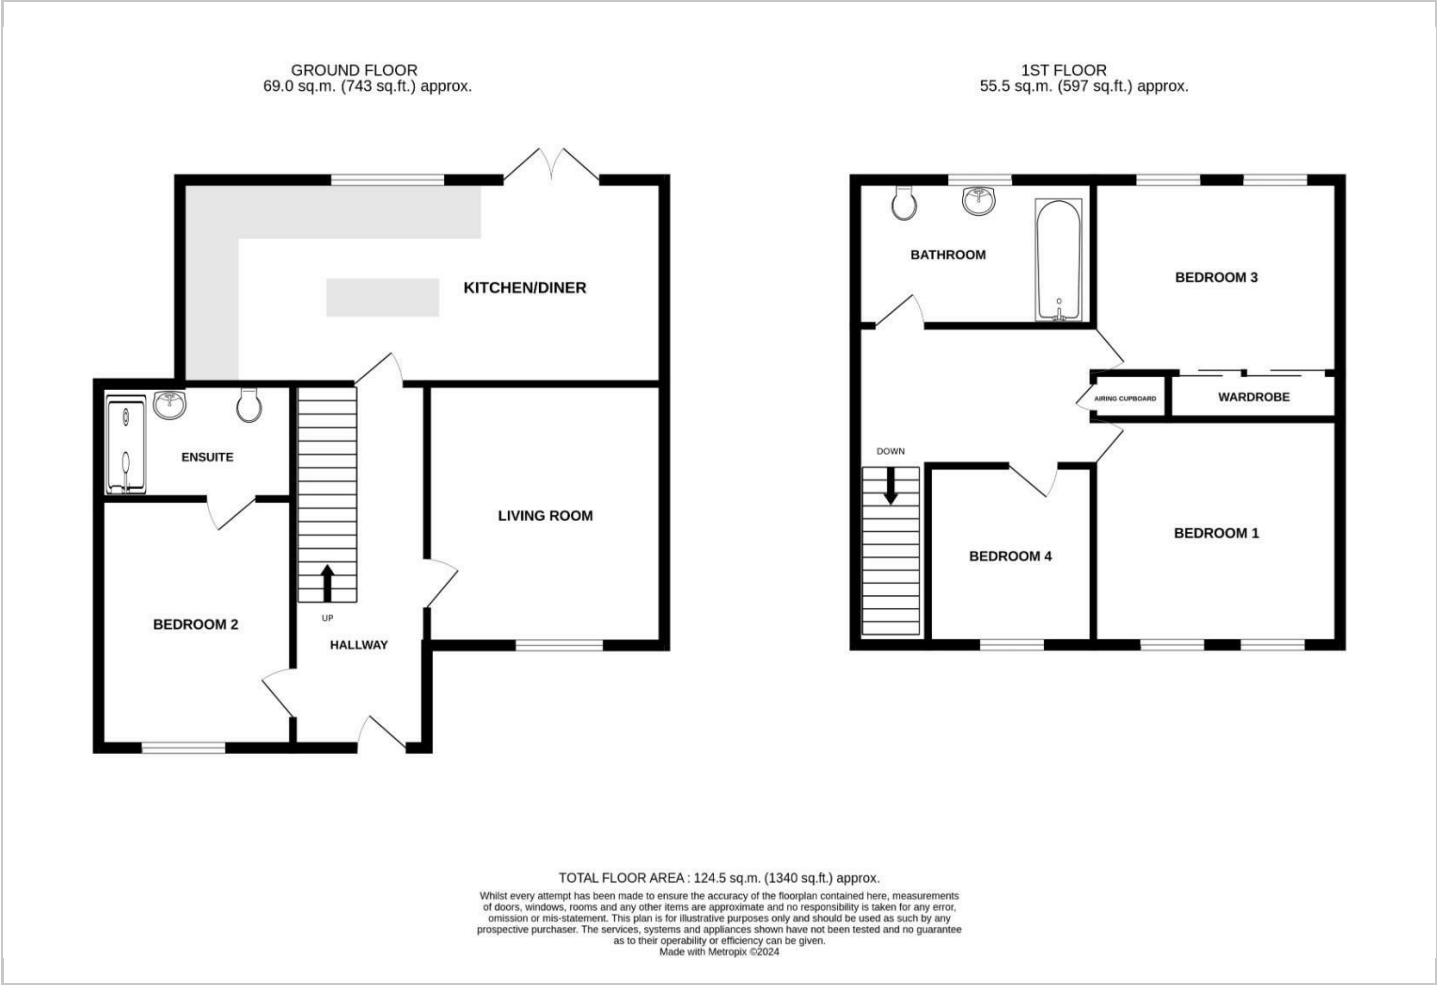 GROUND FLOOR
69.0 sq.m. (743 sq.ft.) approx.
1ST FLOOR
55.5 sq.m. (597 sq.ft.) approx.
KITCHEN/DINER
ENSUITE
LIVING ROOM
BEDROOM 2
UP
HALLWAY
BATHROOM
BEDROOM 3
AIRING CUPBOARD
WARDROBE
DOWN
BEDROOM 1
BEDROOM 4
TOTAL FLOOR AREA : 124.5 sq.m. (1340 sq.ft.) approx.
Whilst every attempt has been made to ensure the accuracy of the floorplan contained here, measurements
of doors, windows, rooms and any other items are approximate and no responsibility is taken for any error,
omission or mis-statement. This plan is for illustrative purposes only and should be used as such by any
prospective purchaser. The services, systems and appliances shown have not been tested and no guarantee
as to their operability or efficiency can be given.
Made with Metropix ©2024